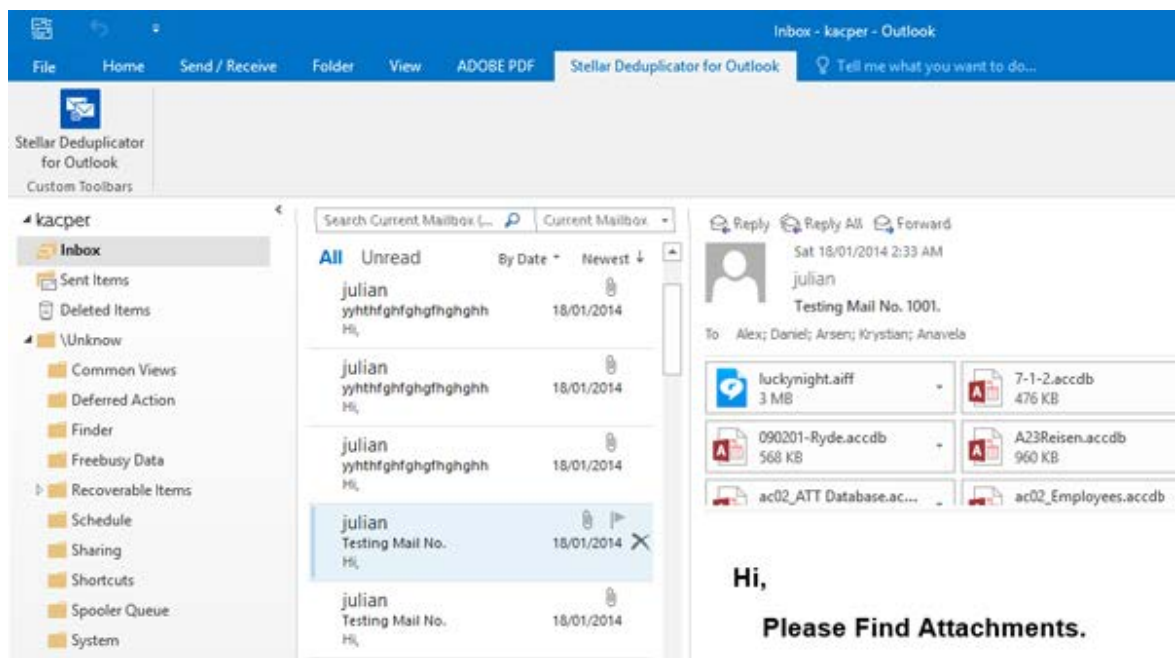 Inbox - kacper - Outlook
File Home Send / Receive Folder View ADOBE PDF Stellar Deduplicator for Outlook Tell me what you want to do...
Stellar Deduplicator
for Outlook
Custom Toolbars
kacper
Inbox
Sent Items
Deleted Items
\Unknow
Common Views
Deferred Action
Finder
Freebusy Data
Recoverable Items
Schedule
Sharing
Shortcuts
Spooler Queue
System
Search Current Mailbox (... Current Mailbox
All Unread By Date Newest ↓
julian
yyhthfghfghgfhghghh 18/01/2014
Hi,
julian
yyhthfghfghgfhghghh 18/01/2014
Hi,
julian
yyhthfghfghgfhghghh 18/01/2014
Hi,
julian
Testing Mail No. 18/01/2014
Hi,
julian
Testing Mail No. 18/01/2014
Hi,
Reply Reply All Forward
Sat 18/01/2014 2:33 AM
julian
Testing Mail No. 1001.
To Alex; Daniel; Arsen; Krystian; Anavela
luckynight.aiff
3 MB
7-1-2.accdb
476 KB
090201-Ryde.accdb
568 KB
A23Reisen.accdb
960 KB
ac02_ATT Database.ac...
ac02_Employees.accdb
Hi,
Please Find Attachments.